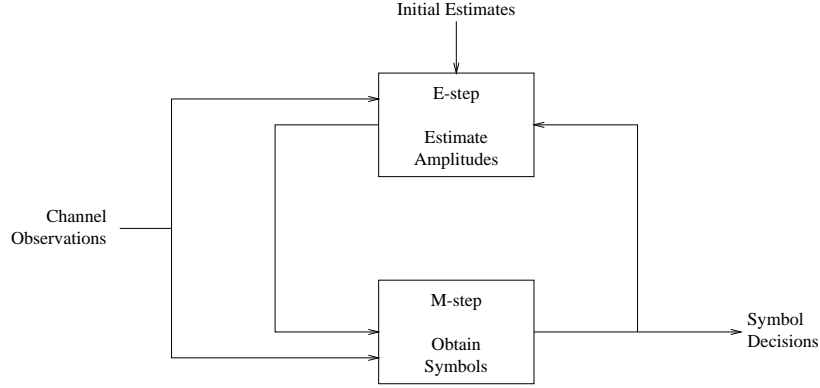 Initial Estimates
E-step
Estimate
Amplitudes
Channel
Observations
M-step
Obtain
Symbols
Symbol
Decisions